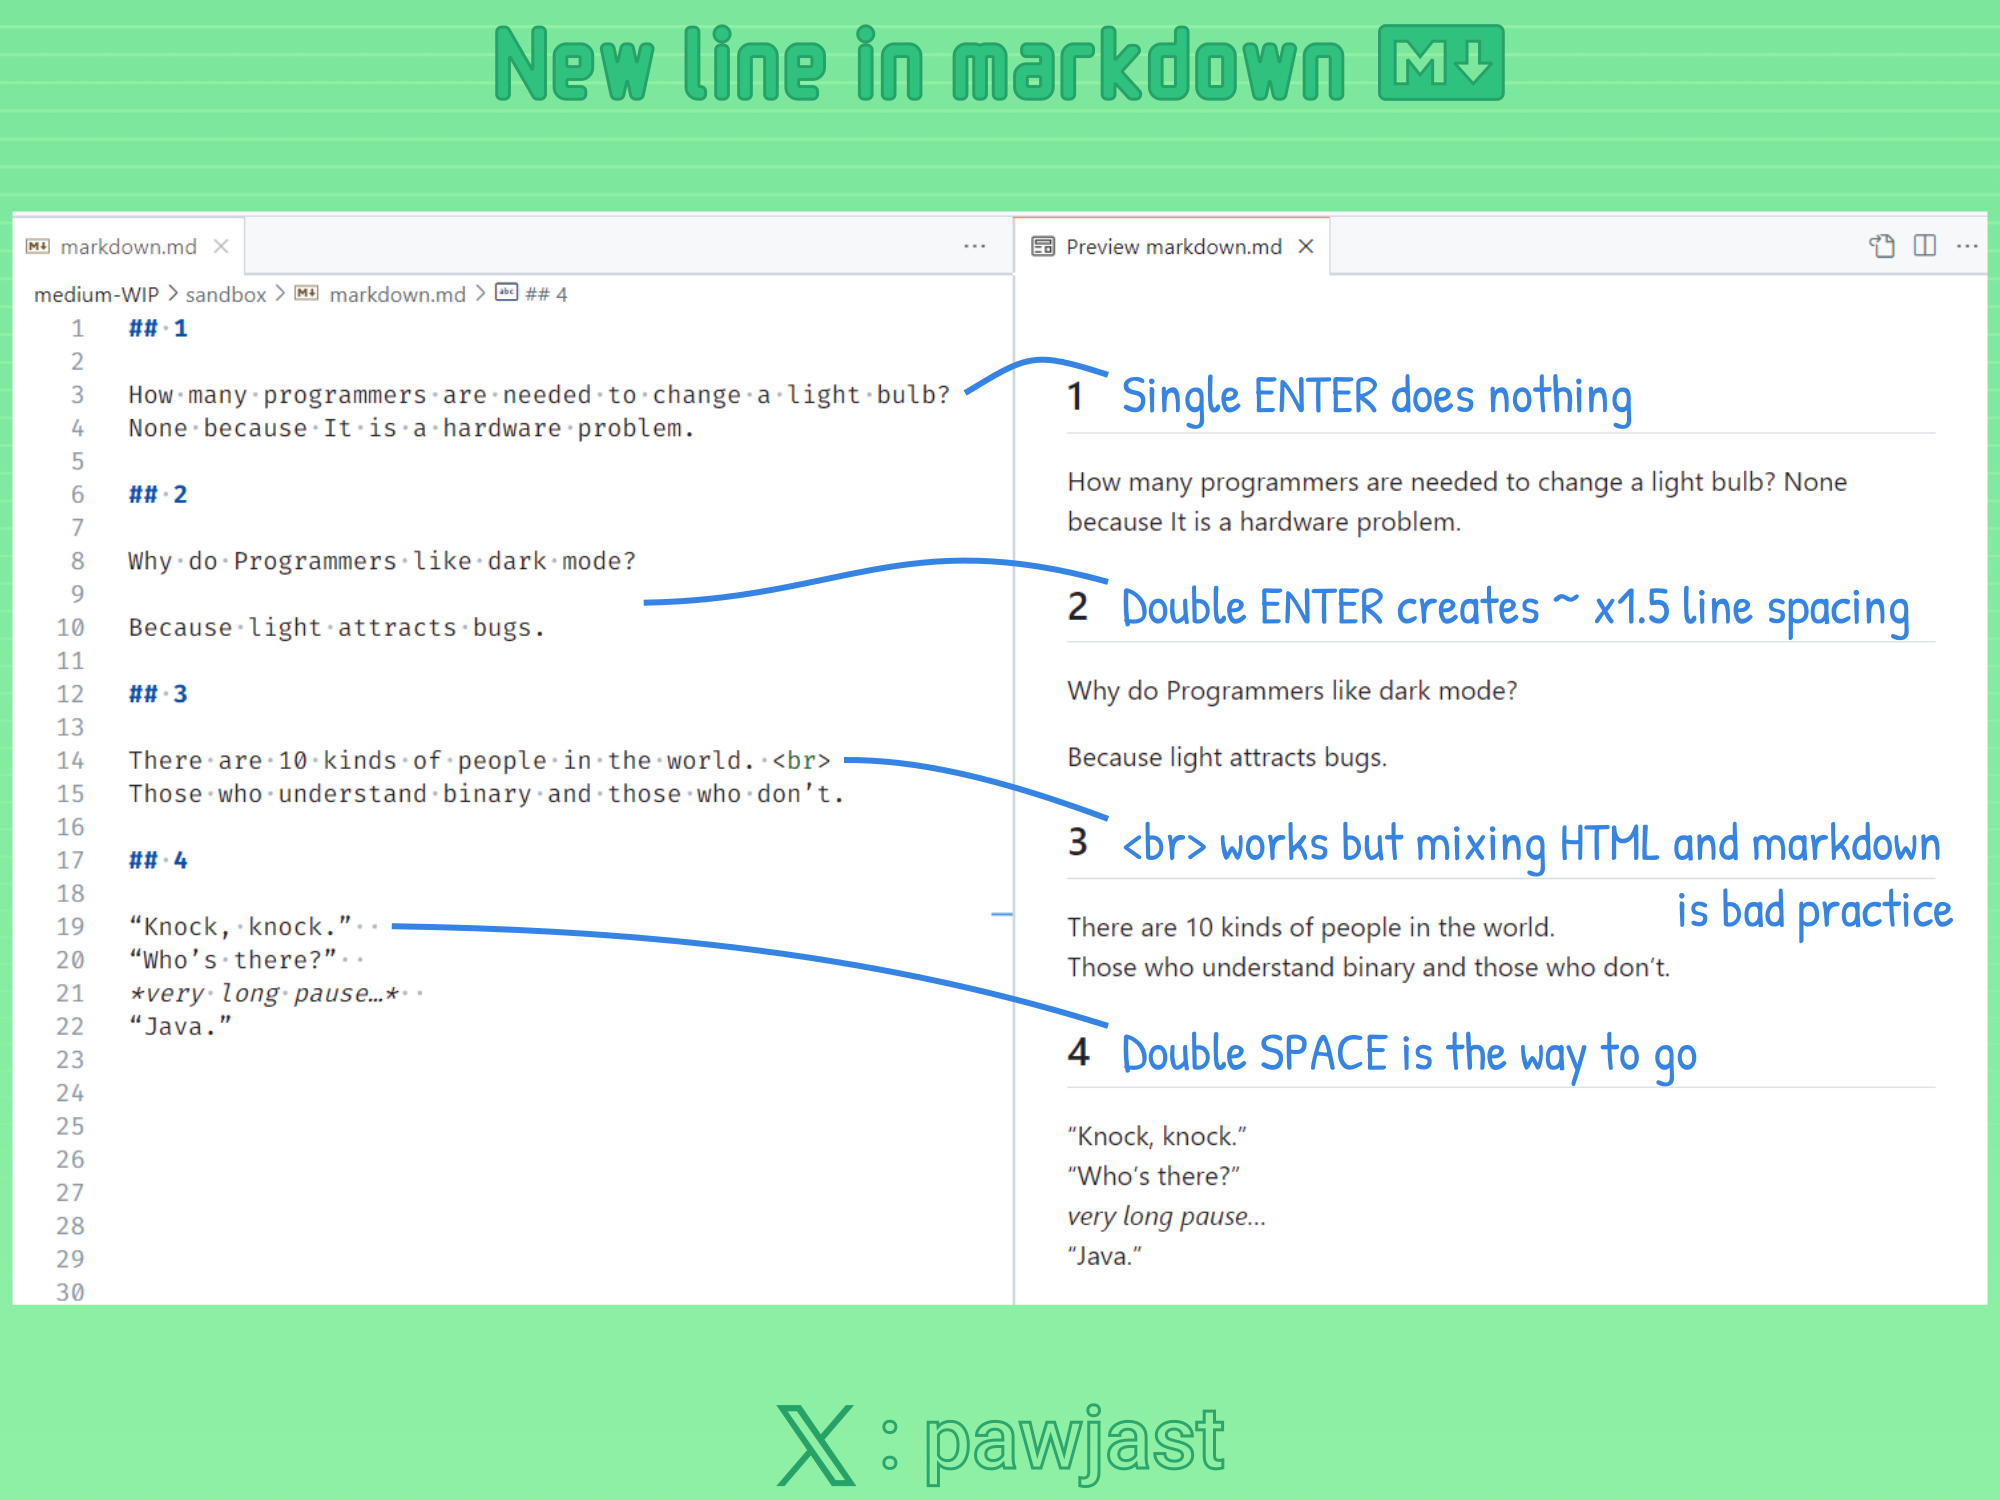 New line in markdown M↓
markdown.md
Preview markdown.md
medium-WIP > sandbox > markdown.md > ## 4
1 ## 1
2
3 How many programmers are needed to change a light bulb?
4 None because It is a hardware problem.
5
6 ## 2
7
8 Why do Programmers like dark mode?
9
10 Because light attracts bugs.
11
12 ## 3
13
14 There are 10 kinds of people in the world. <br>
15 Those who understand binary and those who don’t.
16
17 ## 4
18
19 “Knock, knock.”
20 “Who’s there?”
21 *very long pause…*
22 “Java.”
23
24
25
26
27
28
29
30
1 Single ENTER does nothing
How many programmers are needed to change a light bulb? None
because It is a hardware problem.
2 Double ENTER creates ~ x1.5 line spacing
Why do Programmers like dark mode?
Because light attracts bugs.
3 <br> works but mixing HTML and markdown
is bad practice
There are 10 kinds of people in the world.
Those who understand binary and those who don’t.
4 Double SPACE is the way to go
“Knock, knock.”
“Who’s there?”
very long pause…
“Java.”
X : pawjast